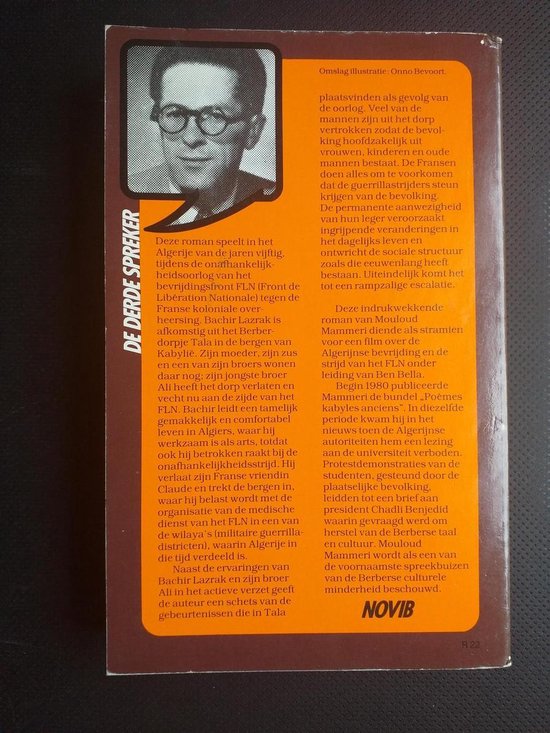 DE DERDE SPREKER
Deze roman speelt in het
Algerije van de jaren vijftig,
tijdens de onafhankelijk-
heidsoorlog van het
bevrijdingsfront FLN (Front de
Libération Nationale) tegen de
Franse koloniale over-
heersing. Bachir Lazrak is
afkomstig uit het Berber-
dorpje Tala in de bergen van
Kabylië. Zijn moeder, zijn zus
en een van zijn broers wonen
daar nog; zijn jongste broer
Ali heeft het dorp verlaten en
vecht nu aan de zijde van het
FLN. Bachir leidt een tamelijk
gemakkelijk en comfortabel
leven in Algiers, waar hij
werkzaam is als arts, totdat
ook hij betrokken raakt bij de
onafhankelijkheidsstrijd. Hij
verlaat zijn Franse vriendin
Claude en trekt de bergen in,
waar hij belast wordt met de
organisatie van de medische
dienst van het FLN in een van
de wilaya's (militaire guerrilla-
districten), waarin Algerije in
die tijd verdeeld is.
Naast de ervaringen van
Bachir Lazrak en zijn broer
Ali in het actieve verzet geeft
de auteur een schets van de
gebeurtenissen die in Tala
Omslag illustratie: Onno Bevoort.
plaatsvinden als gevolg van
de oorlog. Veel van de
mannen zijn uit het dorp
vertrokken zodat de bevol-
king hoofdzakelijk uit
vrouwen, kinderen en oude
mannen bestaat. De Fransen
doen alles om te voorkomen
dat de guerrillastrijders steun
krijgen van de bevolking.
De permanente aanwezigheid
van hun leger veroorzaakt
ingrijpende veranderingen in
het dagelijks leven en
ontwricht de sociale structuur
zoals die eeuwenlang heeft
bestaan. Uiteindelijk komt het
tot een rampzalige escalatie.
Deze indrukwekkende
roman van Mouloud
Mammeri diende als stramien
voor een film over de
Algerijnse bevrijding en de
strijd van het FLN onder
leiding van Ben Bella.
Begin 1980 publiceerde
Mammeri de bundel „Poèmes
kabyles anciens”. In diezelfde
periode kwam hij in het
nieuws toen de Algerijnse
autoriteiten hem een lezing
aan de universiteit verboden.
Protestdemonstraties van de
studenten, gesteund door de
plaatselijke bevolking,
leidden tot een brief aan
president Chadli Benjedid
waarin gevraagd werd om
herstel van de Berberse taal
en cultuur. Mouloud
Mammeri wordt als een van
de voornaamste spreekbuizen
van de Berberse culturele
minderheid beschouwd.
NOVIB
R 22